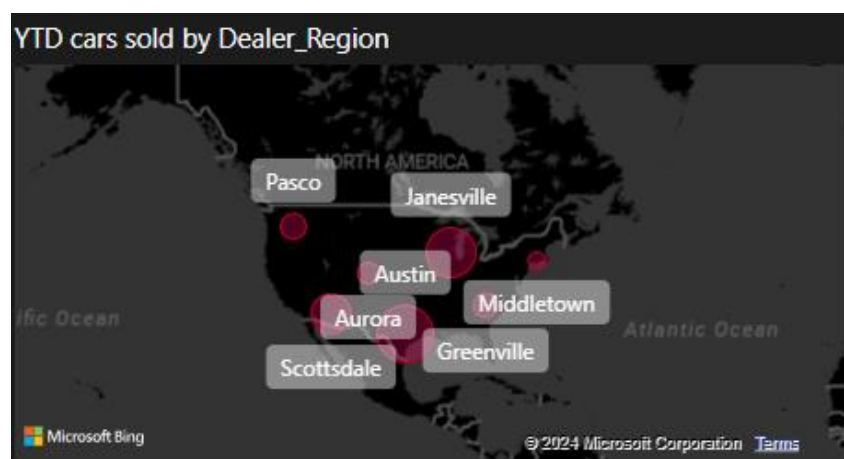 YTD cars sold by Dealer_Region
NORTH AMERICA
Pasco
Janesville
Austin
Middletown
ific Ocean
Aurora
Atlantic Ocean
Greenville
Scottsdale
Microsoft Bing
© 2024 Microsoft Corporation Terms